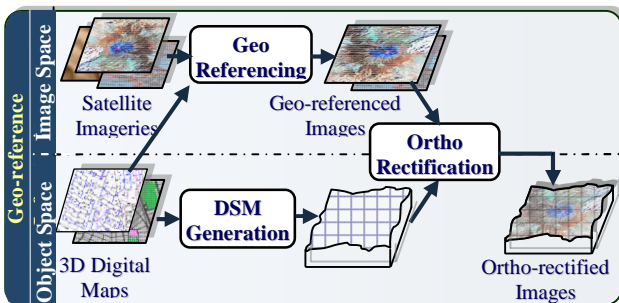 Geo-reference
Image Space
Object Space
Geo
Referencing
Satellite
Imageries
Geo-referenced
Images
Ortho
Rectification
DSM
Generation
3D Digital
Maps
Ortho-rectified
Images